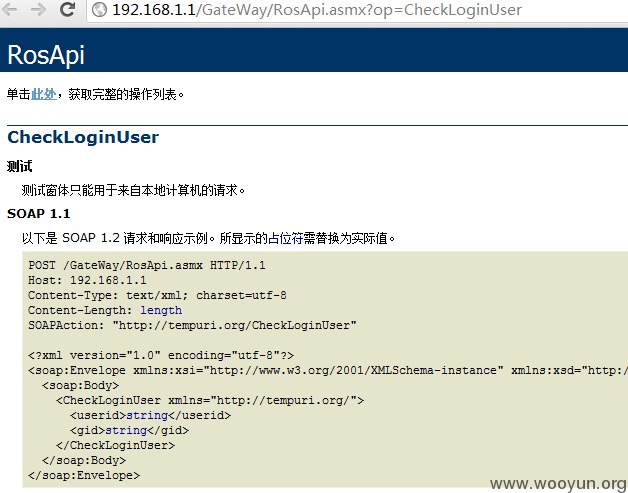 192.168.1.1/GateWay/RosApi.asmx?op=CheckLoginUser
RosApi
单击此处，获取完整的操作列表。
CheckLoginUser
测试
测试窗体只能用于来自本地计算机的请求。
SOAP 1.1
以下是 SOAP 1.2 请求和响应示例。所显示的占位符需替换为实际值。
POST /GateWay/RosApi.asmx HTTP/1.1
Host: 192.168.1.1
Content-Type: text/xml; charset=utf-8
Content-Length: length
SOAPAction: "http://tempuri.org/CheckLoginUser"
<?xml version="1.0" encoding="utf-8"?>
<soap:Envelope xmlns:xsi="http://www.w3.org/2001/XMLSchema-instance" xmlns:xsd="http:/
<soap:Body>
<CheckLoginUser xmlns="http://tempuri.org/">
<userid>string</userid>
<gid>string</gid>
</CheckLoginUser>
</soap:Body>
</soap:Envelope>
www.wooyun.org